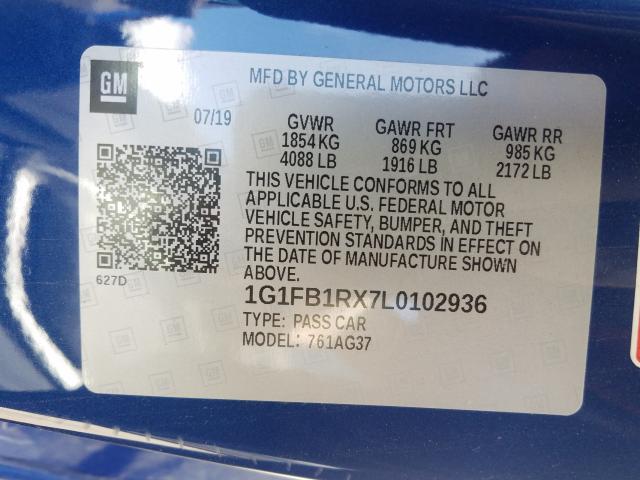 GM
MFD BY GENERAL MOTORS LLC
07/19
GVWR
1854 KG
4088 LB
GAWR FRT
869 KG
1916 LB
GAWR RR
985 KG
2172 LB
THIS VEHICLE CONFORMS TO ALL
APPLICABLE U.S. FEDERAL MOTOR
VEHICLE SAFETY, BUMPER, AND THEFT
PREVENTION STANDARDS IN EFFECT ON
THE DATE OF MANUFACTURE SHOWN
ABOVE.
627D
1G1FB1RX7L0102936
TYPE: PASS CAR
MODEL: 761AG37